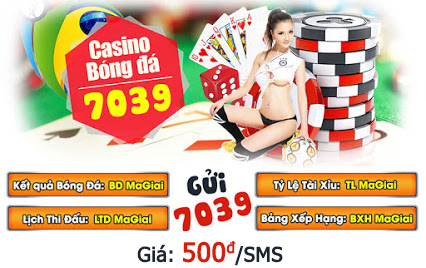 Casino
Bóng đá
7039
Kết quả Bóng Đá: BD MaGiai
Lịch Thi Đấu: LTD MaGiai
Gửi
7039
Tỷ Lệ Tài Xỉu: TL MaGiai
Bảng Xếp Hạng: BXH MaGiai
Giá: 500đ/SMS